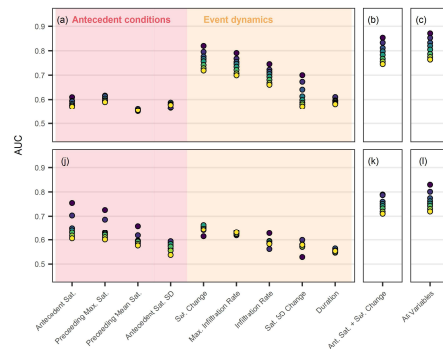 (a) Antecedent conditions Event dynamics (b) (c)
0.9
0.8
0.7
0.6
0.5
AUC
(j) (k) (l)
0.9
0.8
0.7
0.6
0.5
Antecedent Sat.
Preceeding Max. Sat.
Preceeding Mean Sat.
Antecedent Sat. SD
Sat. Change
Max. Infiltration Rate
Infiltration Rate
Sat. SD Change
Duration
Ant. Sat. + Sat. Change
All Variables